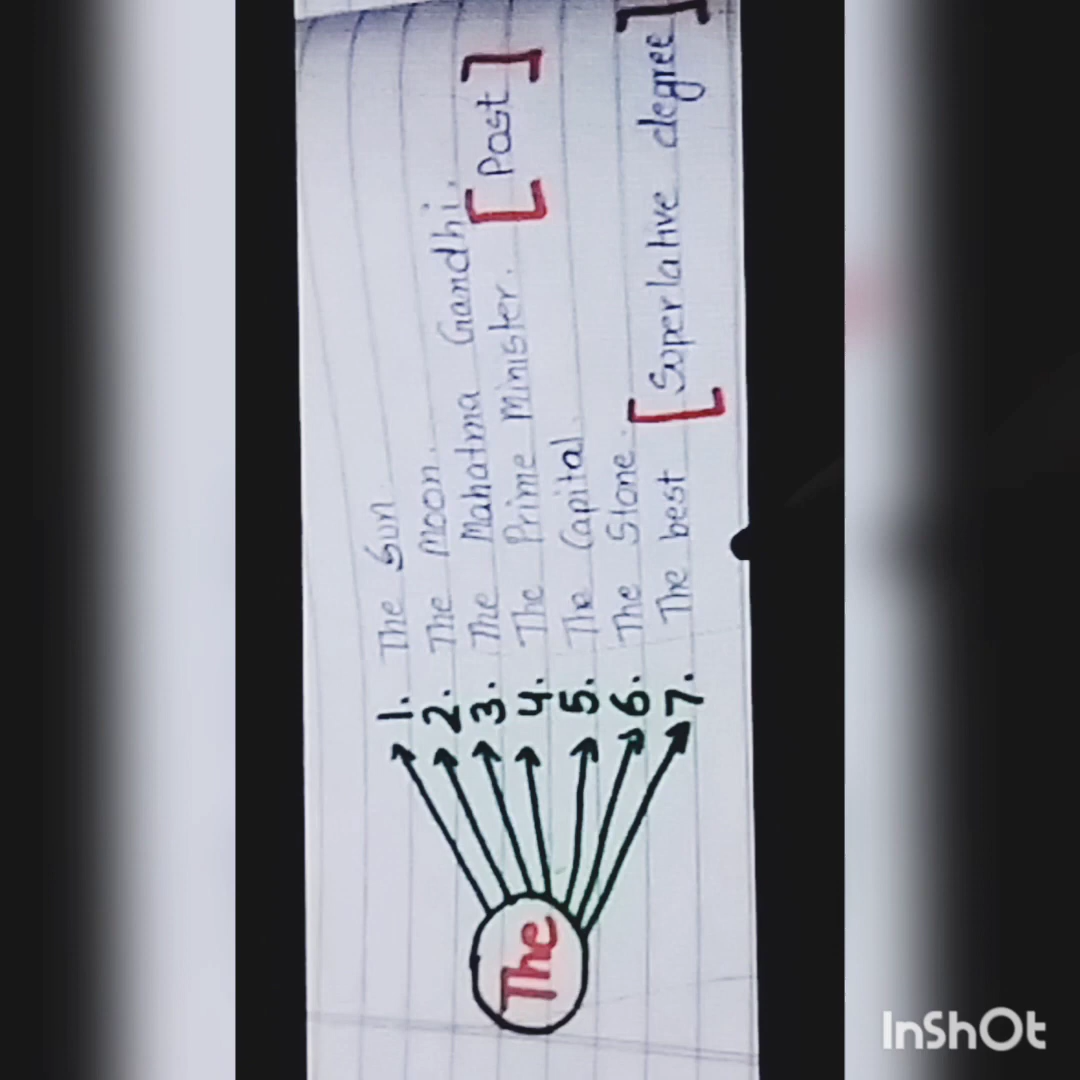 The
1. The Sun
2. The Moon.
3. The Mahatma Gandhi.
4. The Prime Minister. [Post]
5. The Capital.
6. The Stone.
7. The best [Superlative degree]
InShOt